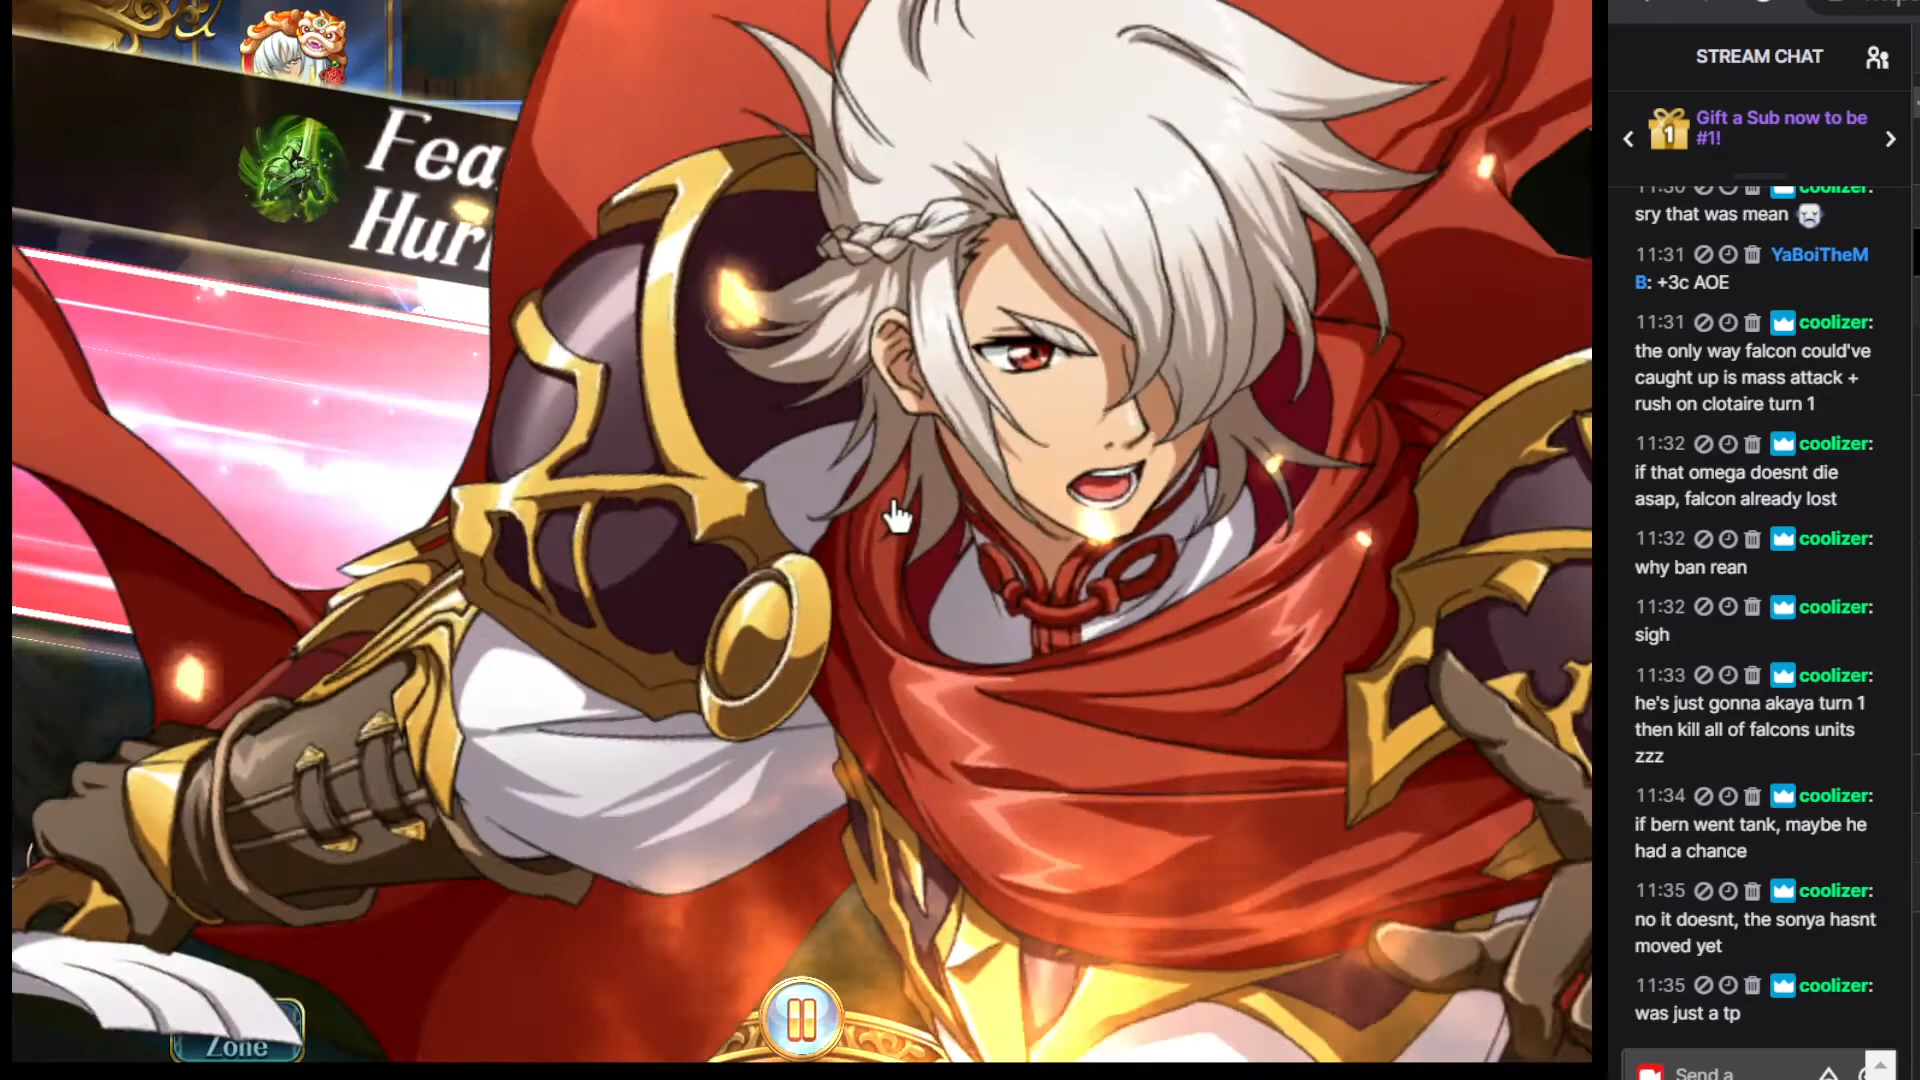 Fea
Hur
Zone
STREAM CHAT
1
Gift a Sub now to be
#1!
11:30 coolizer:
sry that was mean
11:31 YaBoiTheM
B: +3c AOE
11:31 coolizer:
the only way falcon could've
caught up is mass attack +
rush on clotaire turn 1
11:32 coolizer:
if that omega doesnt die
asap, falcon already lost
11:32 coolizer:
why ban rean
11:32 coolizer:
sigh
11:33 coolizer:
he's just gonna akaya turn 1
then kill all of falcons units
zzz
11:34 coolizer:
if bern went tank, maybe he
had a chance
11:35 coolizer:
no it doesnt, the sonya hasnt
moved yet
11:35 coolizer:
was just a tp
Send a